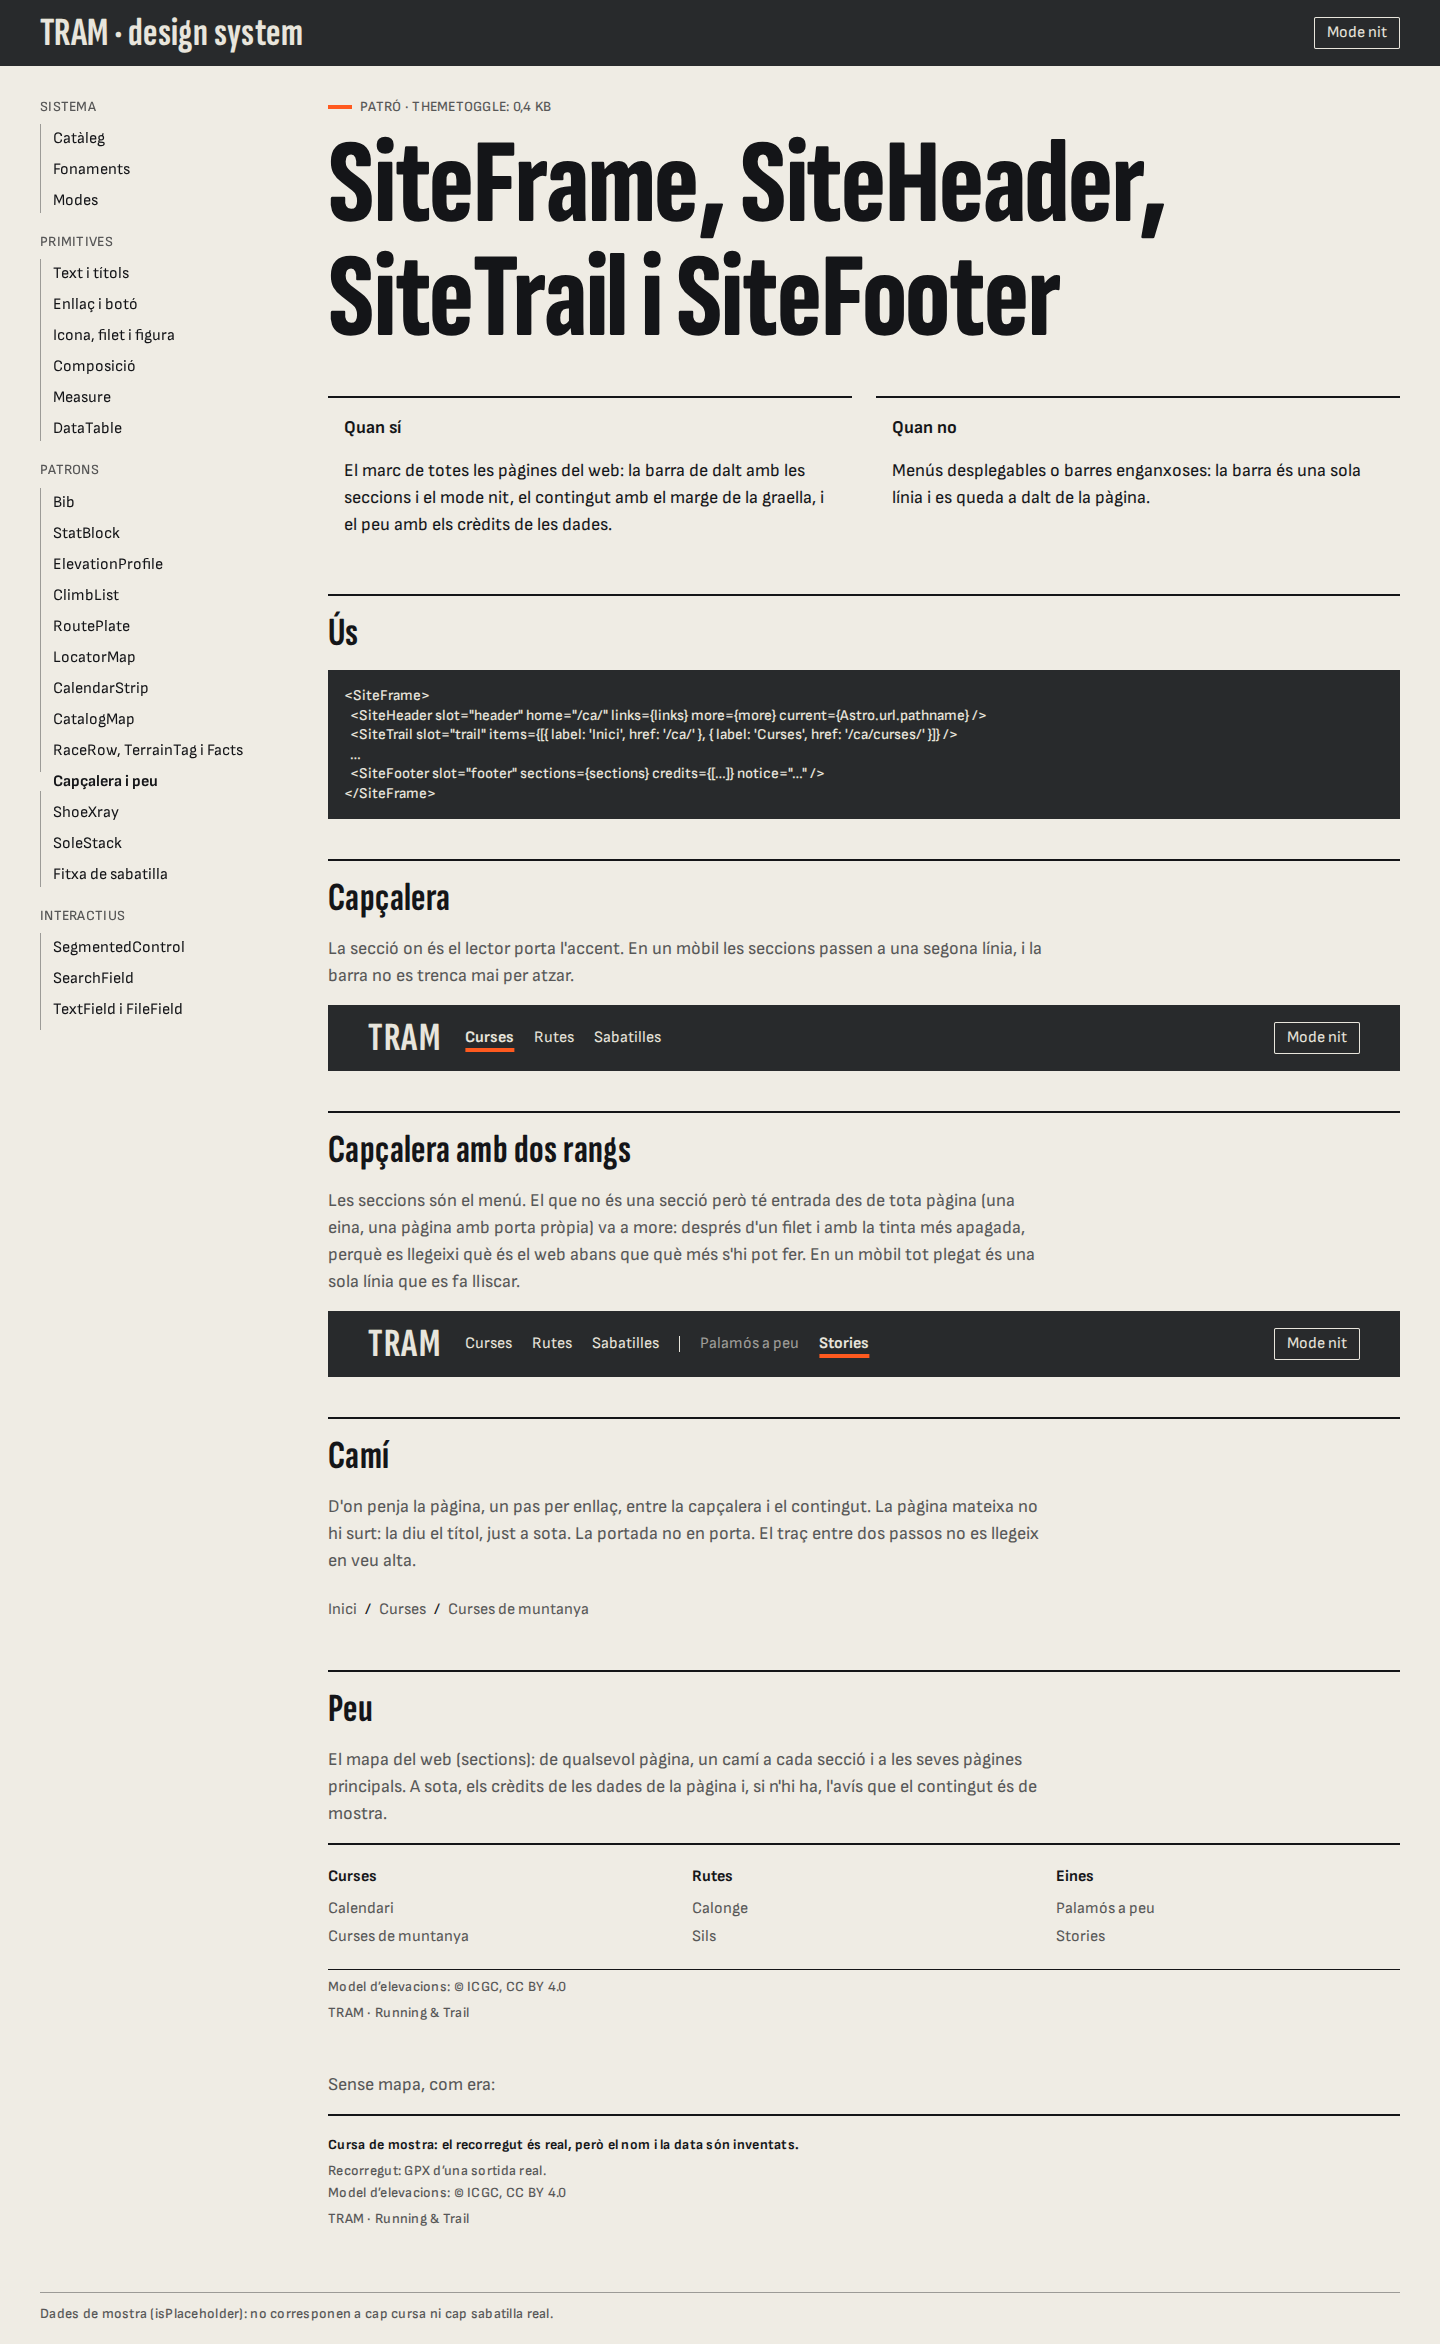 TRAM · design system
Mode nit
SISTEMA
Catàleg
Fonaments
Modes
PRIMITIVES
Text i títols
Enllaç i botó
Icona, filet i figura
Composició
Measure
DataTable
PATRONS
Bib
StatBlock
ElevationProfile
ClimbList
RoutePlate
LocatorMap
CalendarStrip
CatalogMap
RaceRow, TerrainTag i Facts
Capçalera i peu
ShoeXray
SoleStack
Fitxa de sabatilla
INTERACTIUS
SegmentedControl
SearchField
TextField i FileField
PATRÓ · THEMETOGGLE: 0,4 KB
SiteFrame, SiteHeader,
SiteTrail i SiteFooter
Quan sí
El marc de totes les pàgines del web: la barra de dalt amb les
seccions i el mode nit, el contingut amb el marge de la graella, i
el peu amb els crèdits de les dades.
Quan no
Menús desplegables o barres enganxoses: la barra és una sola
línia i es queda a dalt de la pàgina.
Ús
<SiteFrame>
<SiteHeader slot="header" home="/ca/" links={links} more={more} current={Astro.url.pathname} />
<SiteTrail slot="trail" items={[{ label: 'Inici', href: '/ca/' }, { label: 'Curses', href: '/ca/curses/' }]} />
…
<SiteFooter slot="footer" sections={sections} credits={[…]} notice="…" />
</SiteFrame>
Capçalera
La secció on és el lector porta l'accent. En un mòbil les seccions passen a una segona línia, i la
barra no es trenca mai per atzar.
TRAM Curses Rutes Sabatilles Mode nit
Capçalera amb dos rangs
Les seccions són el menú. El que no és una secció però té entrada des de tota pàgina (una
eina, una pàgina amb porta pròpia) va a more: després d'un filet i amb la tinta més apagada,
perquè es llegeixi què és el web abans que què més s'hi pot fer. En un mòbil tot plegat és una
sola línia que es fa lliscar.
TRAM Curses Rutes Sabatilles Palamós a peu Stories Mode nit
Camí
D'on penja la pàgina, un pas per enllaç, entre la capçalera i el contingut. La pàgina mateixa no
hi surt: la diu el títol, just a sota. La portada no en porta. El traç entre dos passos no es llegeix
en veu alta.
Inici / Curses / Curses de muntanya
Peu
El mapa del web (sections): de qualsevol pàgina, un camí a cada secció i a les seves pàgines
principals. A sota, els crèdits de les dades de la pàgina i, si n'hi ha, l'avís que el contingut és de
mostra.
Curses
Calendari
Curses de muntanya
Rutes
Calonge
Sils
Eines
Palamós a peu
Stories
Model d’elevacions: © ICGC, CC BY 4.0
TRAM · Running & Trail
Sense mapa, com era:
Cursa de mostra: el recorregut és real, però el nom i la data són inventats.
Recorregut: GPX d’una sortida real.
Model d’elevacions: © ICGC, CC BY 4.0
TRAM · Running & Trail
Dades de mostra (isPlaceholder): no corresponen a cap cursa ni cap sabatilla real.